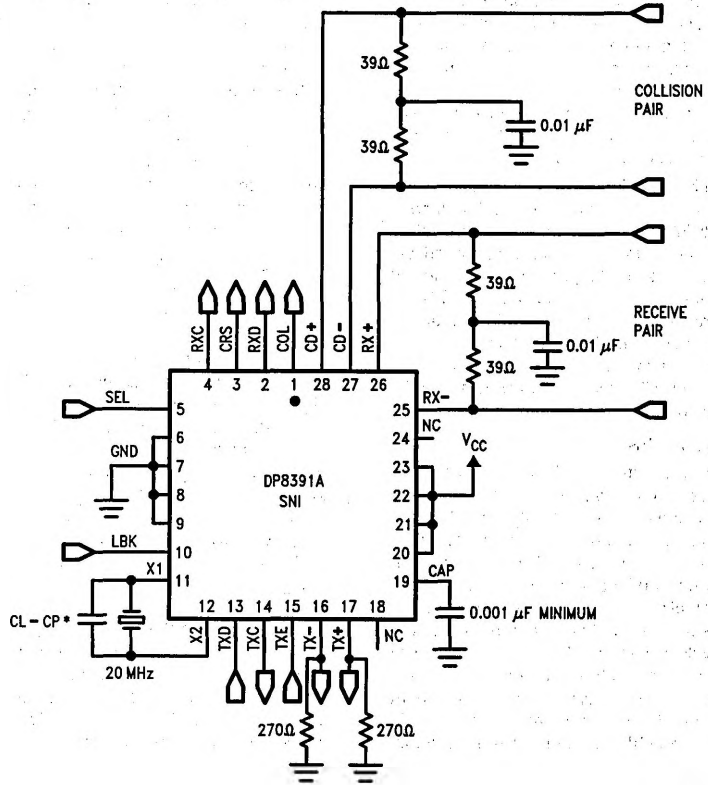 39Ω
COLLISION
PAIR
0.01 µF
39Ω
39Ω
RECEIVE
PAIR
0.01 µF
39Ω
RXC
CRS
RXD
COL
CD+
CD-
RX+
4 3 2 1 28 27 26
SEL 5
25 RX-
NC
GND 6
24
VCC
7
23
DP8391A
SNI
8
22
9
21
LBK 10
20
X1 11
19 CAP
CL-CP*
0.001 µF MINIMUM
12 13 14 15 16 17 18
X2
TXD
TXC
TXE
TX-
TX+
NC
20 MHz
270Ω
270Ω